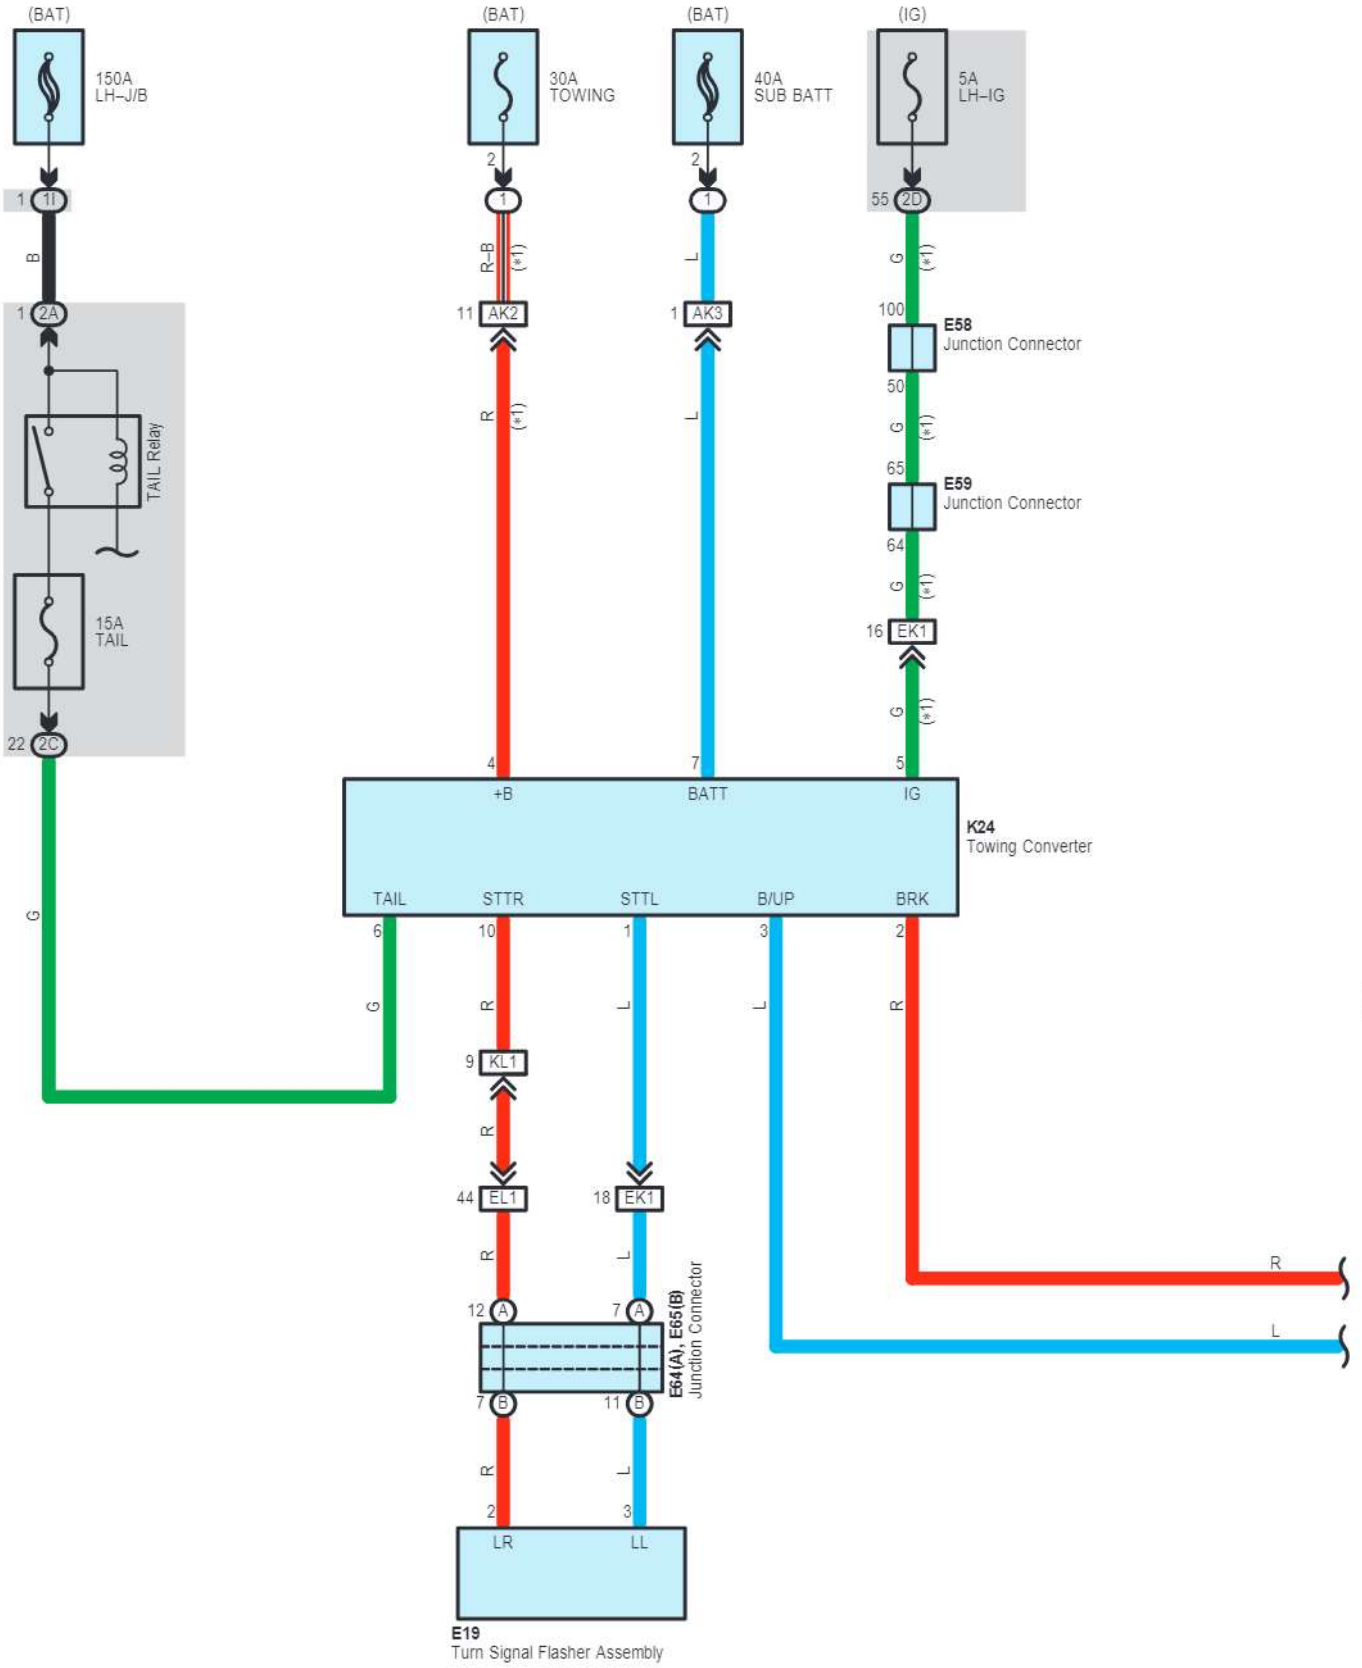 (BAT)
(BAT)
(BAT)
(IG)
150A
LH–J/B
30A
TOWING
40A
SUB BATT
5A
LH–IG
2
2
1 1I
1
1
55 2D
B
R–B
(*1)
L
G
(*1)
1 2A
11 AK2
1 AK3
100
E58
Junction Connector
50
R
(*1)
L
G
(*1)
TAIL Relay
65
E59
Junction Connector
64
G
(*1)
15A
TAIL
16 EK1
G
(*1)
22 2C
4
7
5
+B
BATT
IG
K24
Towing Converter
TAIL
STTR
STTL
B/UP
BRK
6
10
1
3
2
G
G
R
L
L
R
9 KL1
R
44 EL1
18 EK1
R
L
R
12 A
7 A
L
E64(A), E65(B)
Junction Connector
7 B
11 B
R
L
2
3
LR
LL
E19
Turn Signal Flasher Assembly